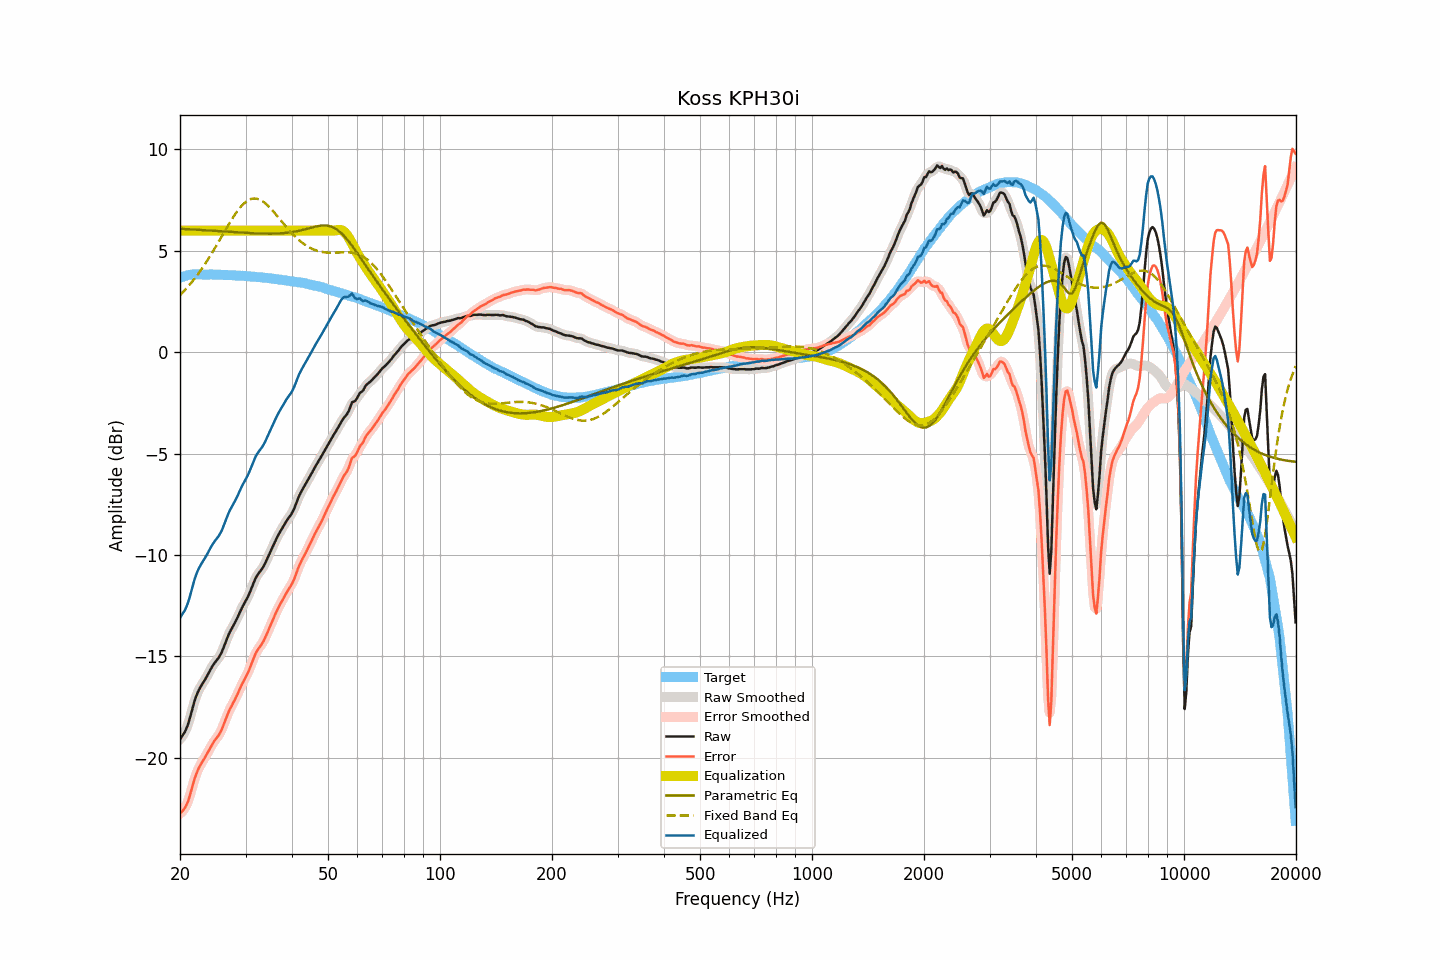 Koss KPH30i
10
5
0
−5
−10
−15
−20
Amplitude (dBr)
Target
Raw Smoothed
Error Smoothed
Raw
Error
Equalization
Parametric Eq
Fixed Band Eq
Equalized
20 50 100 200 500 1000 2000 5000 10000 20000
Frequency (Hz)